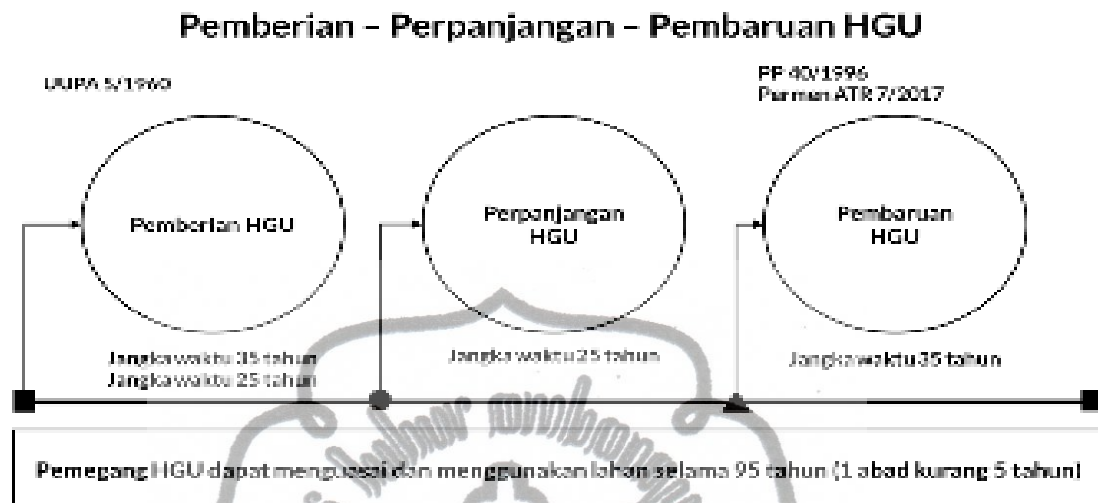 Pemberian – Perpanjangan – Pembaruan HGU
UUPA 5/1960
PP 40/1996
Permen ATR 7/2017
Pemberian HGU
Perpanjangan
HGU
Pembaruan
HGU
Jangka waktu 35 tahun
Jangka waktu 25 tahun
Jangka waktu 25 tahun
Jangka waktu 35 tahun
Pemegang HGU dapat menguasai dan menggunakan lahan selama 95 tahun (1 abad kurang 5 tahun)